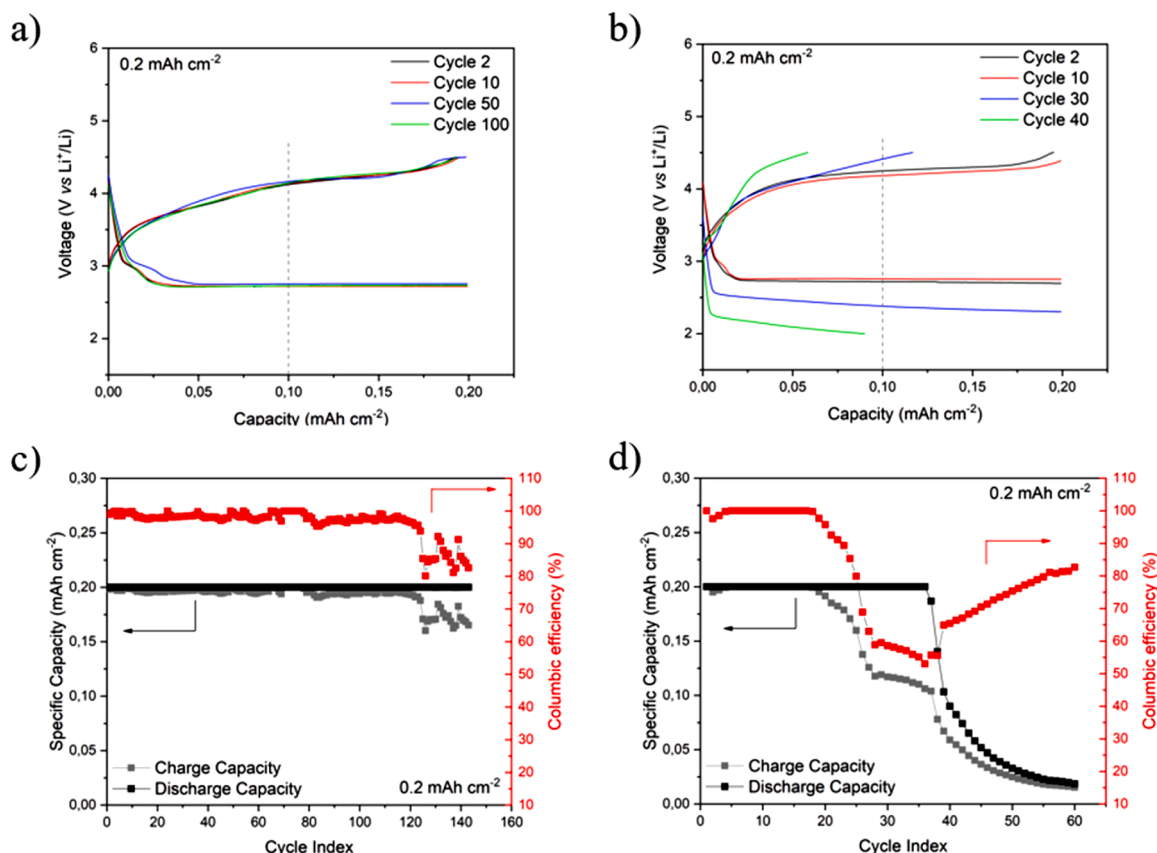 a)
0.2 mAh cm-2
Cycle 2
Cycle 10
Cycle 50
Cycle 100
6
5
4
3
2
Voltage (V vs Li+/Li)
0,00
0,05
0,10
0,15
0,20
Capacity (mAh cm-2)
b)
0.2 mAh cm-2
Cycle 2
Cycle 10
Cycle 30
Cycle 40
6
5
4
3
2
Voltage (V vs Li+/Li)
0,00
0,05
0,10
0,15
0,20
Capacity (mAh cm-2)
c)
0,30
0,25
0,20
0,15
0,10
0,05
0,00
Specific Capacity (mAh cm-2)
Charge Capacity
Discharge Capacity
0.2 mAh cm-2
110
100
90
80
70
60
50
40
30
20
10
Columbic efficiency (%)
0
20
40
60
80
100
120
140
160
Cycle Index
d)
0.2 mAh cm-2
0,30
0,25
0,20
0,15
0,10
0,05
0,00
Specific Capacity (mAh cm-2)
Charge Capacity
Discharge Capacity
110
100
90
80
70
60
50
40
30
20
10
Columbic efficiency (%)
0
10
20
30
40
50
60
Cycle Index